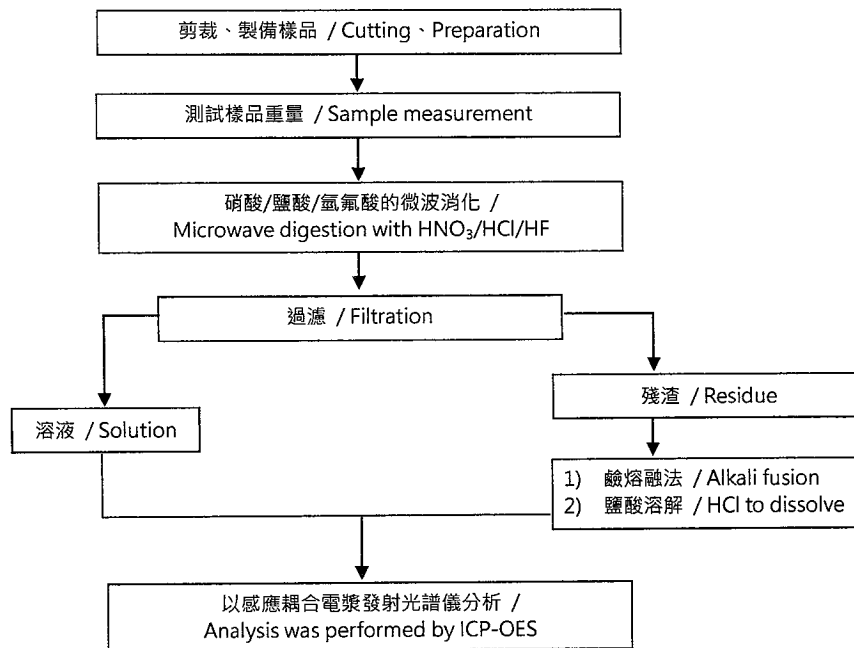 剪裁、製備樣品 / Cutting、Preparation
測試樣品重量 / Sample measurement
硝酸/鹽酸/氫氟酸的微波消化 /
Microwave digestion with HNO₃/HCl/HF
過濾 / Filtration
溶液 / Solution
殘渣 / Residue
1) 鹼熔融法 / Alkali fusion
2) 鹽酸溶解 / HCl to dissolve
以感應耦合電漿發射光譜儀分析 /
Analysis was performed by ICP-OES